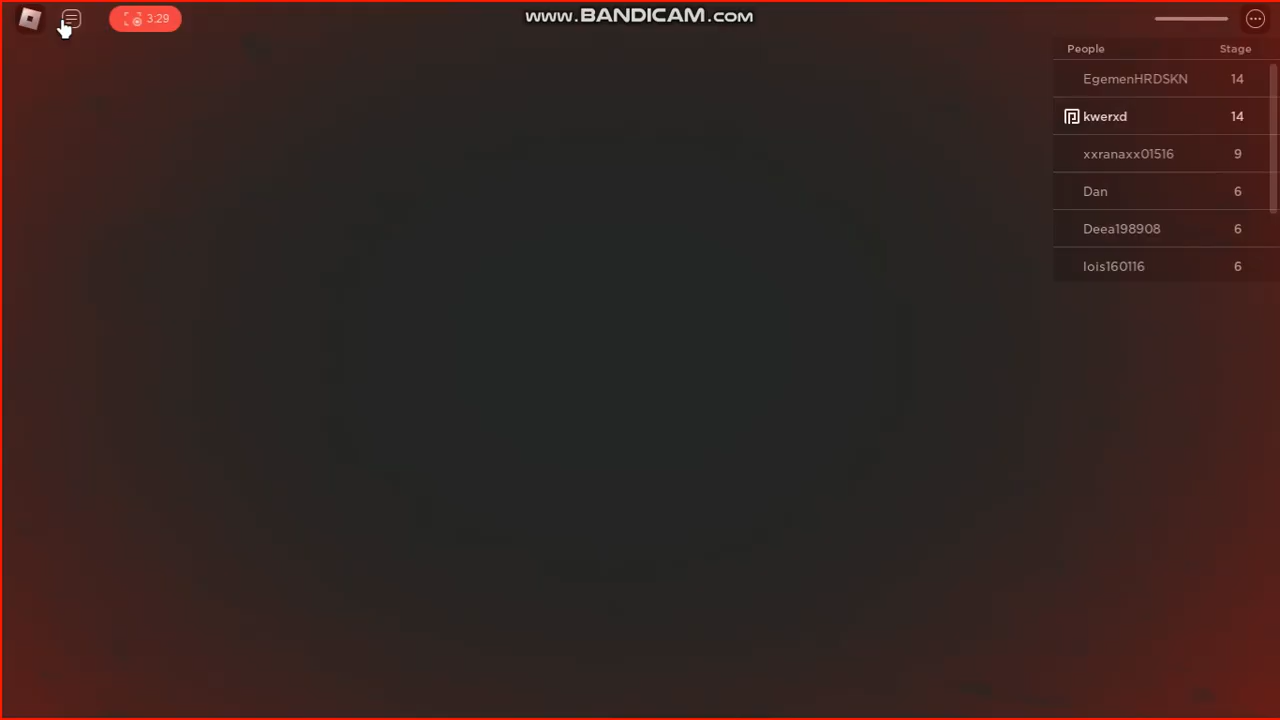 3:29
www.BANDICAM.com
People Stage
EgemenHRDSKN 14
kwerxd 14
xxranaxx01516 9
Dan 6
Deea198908 6
lois160116 6